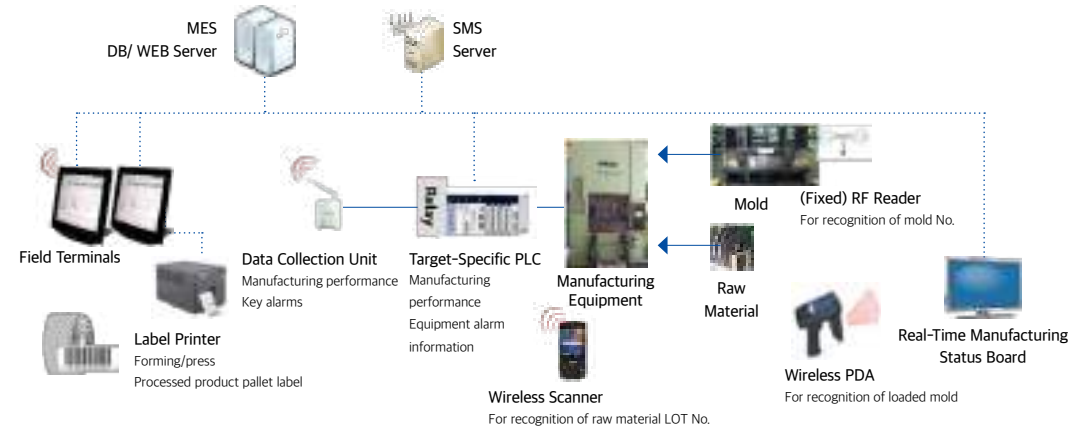 MES
DB/ WEB Server
SMS
Server
Field Terminals
Label Printer
Forming/press
Processed product pallet label
Data Collection Unit
Manufacturing performance
Key alarms
Relay
Target-Specific PLC
Manufacturing
performance
Equipment alarm
information
Manufacturing
Equipment
Wireless Scanner
For recognition of raw material LOT No.
Mold
(Fixed) RF Reader
For recognition of mold No.
Raw
Material
Wireless PDA
For recognition of loaded mold
Real-Time Manufacturing
Status Board